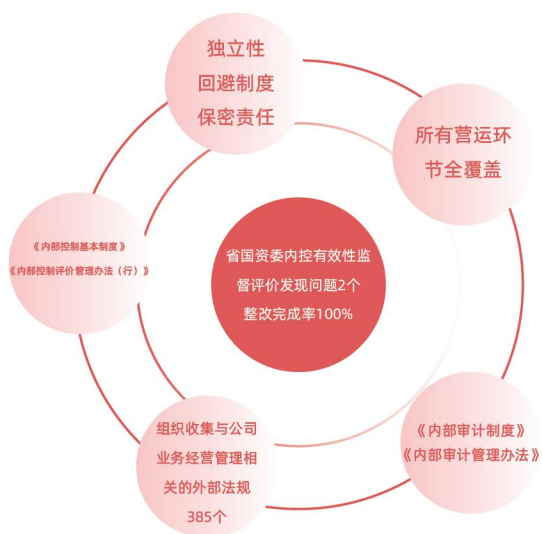 独立性
回避制度
保密责任
所有营运环
节全覆盖
《内部控制基本制度》
《内部控制评价管理办法（行）》
省国资委内控有效性监
督评价发现问题2个
整改完成率100%
组织收集与公司
业务经营管理相
关的外部法规
385个
《内部审计制度》
《内部审计管理办法》